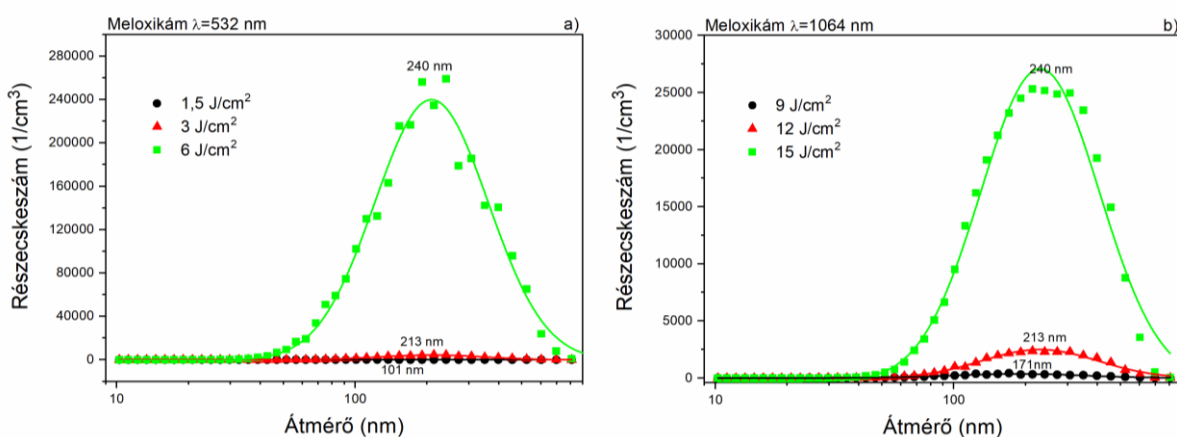 Meloxikám λ=532 nm
a)
280000
240000
200000
160000
120000
80000
40000
0
Részecskeszám (1/cm³)
240 nm
1,5 J/cm²
3 J/cm²
6 J/cm²
213 nm
101 nm
10
100
Átmérő (nm)
Meloxikám λ=1064 nm
b)
30000
25000
20000
15000
10000
5000
0
Részecskeszám (1/cm³)
240 nm
9 J/cm²
12 J/cm²
15 J/cm²
213 nm
171nm
10
100
Átmérő (nm)